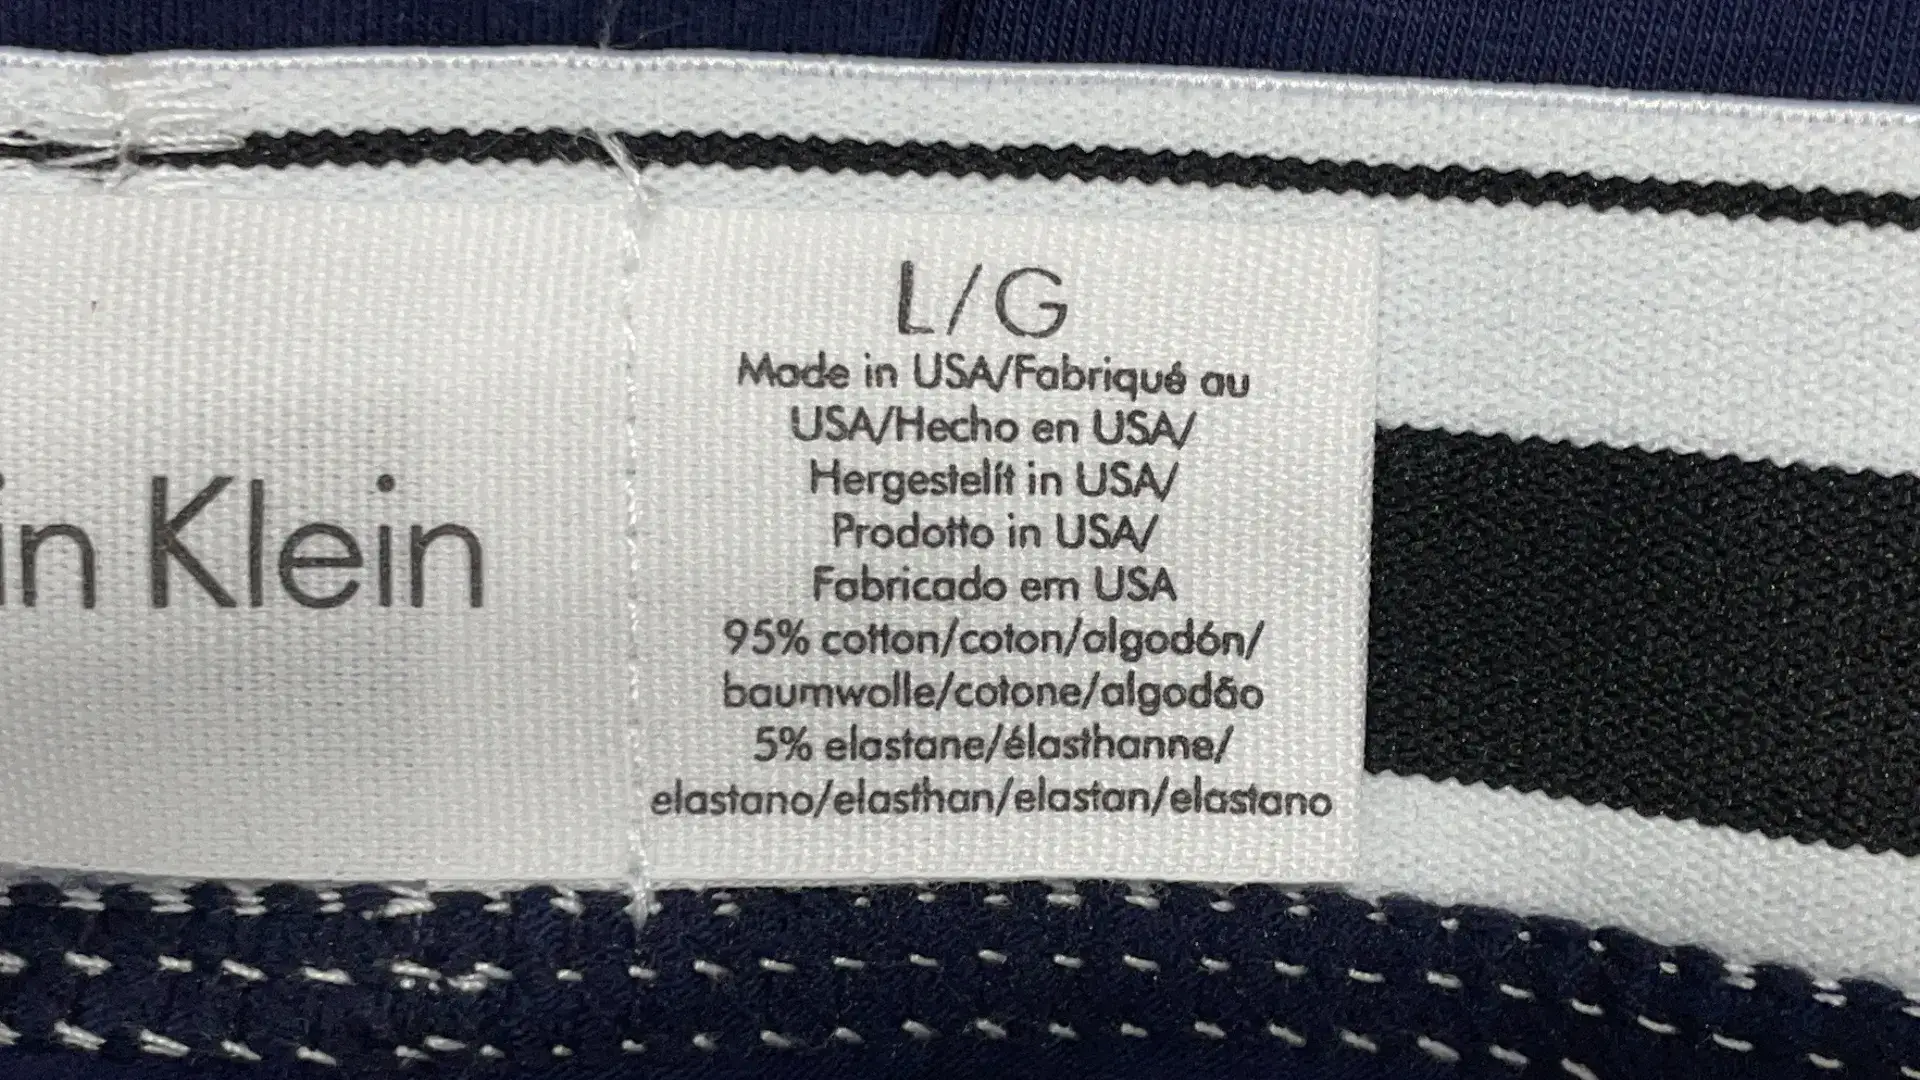 in Klein
L/G
Made in USA/Fabriqué au
USA/Hecho en USA/
Hergestellt in USA/
Prodotto in USA/
Fabricado em USA
95% cotton/coton/algodón/
baumwolle/cotone/algodão
5% elastane/élasthanne/
elastano/elasthan/elastan/elastano